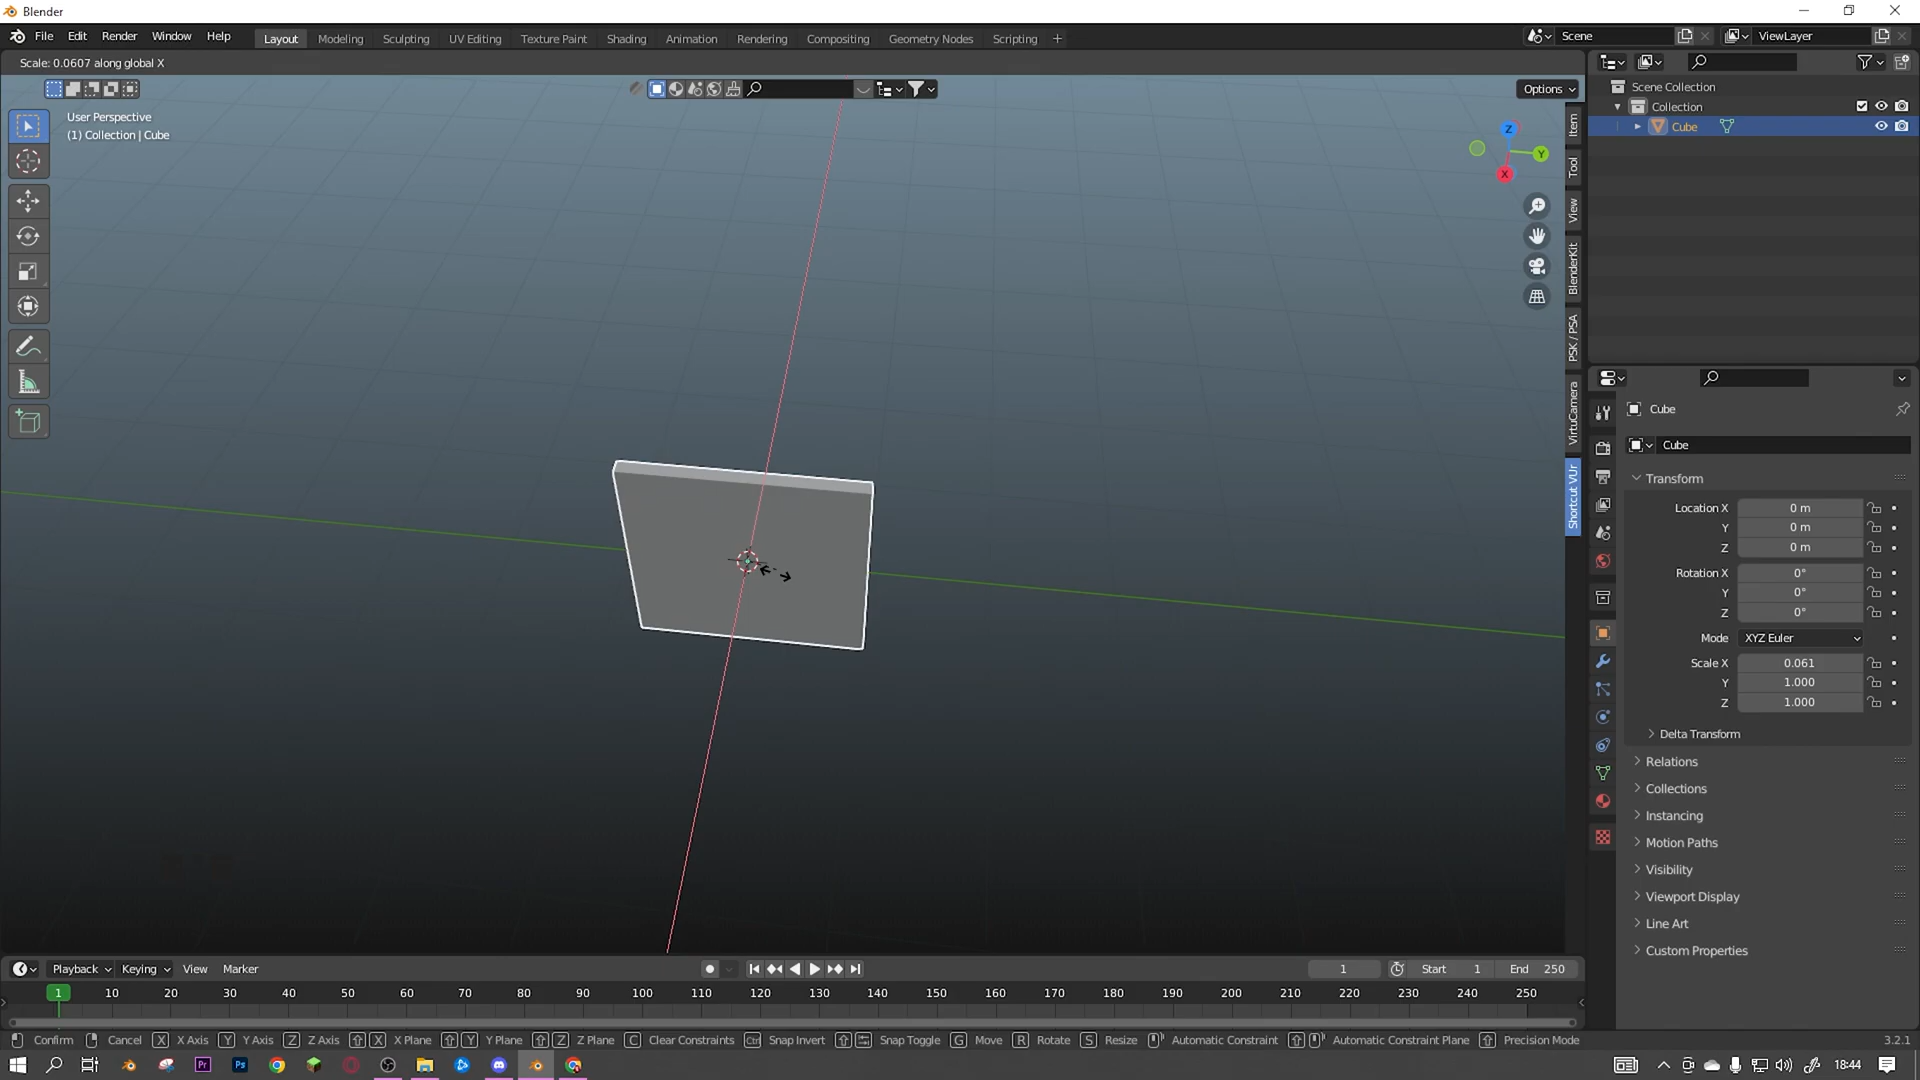 Blender
File Edit Render Window Help
Layout Modeling Sculpting UV Editing Texture Paint Shading Animation Rendering Compositing Geometry Nodes Scripting +
Scene
ViewLayer
Scale: 0.0607 along global X
Options
User Perspective
(1) Collection | Cube
Z
Y
X
Item
Tool
View
BlenderKit
PSK / PSA
VirtuCamera
Shortcut VUr
Scene Collection
Collection
Cube
Cube
Cube
Transform
Location X 0 m
Y 0 m
Z 0 m
Rotation X 0°
Y 0°
Z 0°
Mode XYZ Euler
Scale X 0.061
Y 1.000
Z 1.000
Delta Transform
Relations
Collections
Instancing
Motion Paths
Visibility
Viewport Display
Line Art
Custom Properties
Playback Keying View Marker
1 Start 1 End 250
1 10 20 30 40 50 60 70 80 90 100 110 120 130 140 150 160 170 180 190 200 210 220 230 240 250
Confirm Cancel X X Axis Y Y Axis Z Z Axis X X Plane Y Y Plane Z Z Plane C Clear Constraints Ctrl Snap Invert Snap Toggle G Move R Rotate S Resize Automatic Constraint Automatic Constraint Plane Precision Mode 3.2.1
Pr Ps 18:44